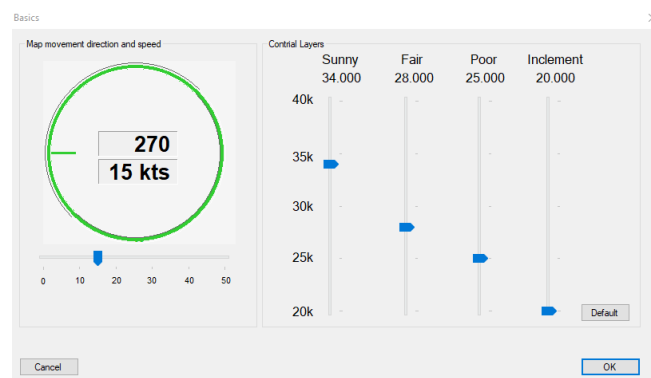 Basics
Map movement direction and speed
270
15 kts
0 10 20 30 40 50
Contrial Layers
Sunny Fair Poor Inclement
34.000 28.000 25.000 20.000
40k
35k
30k
25k
20k
Default
Cancel
OK